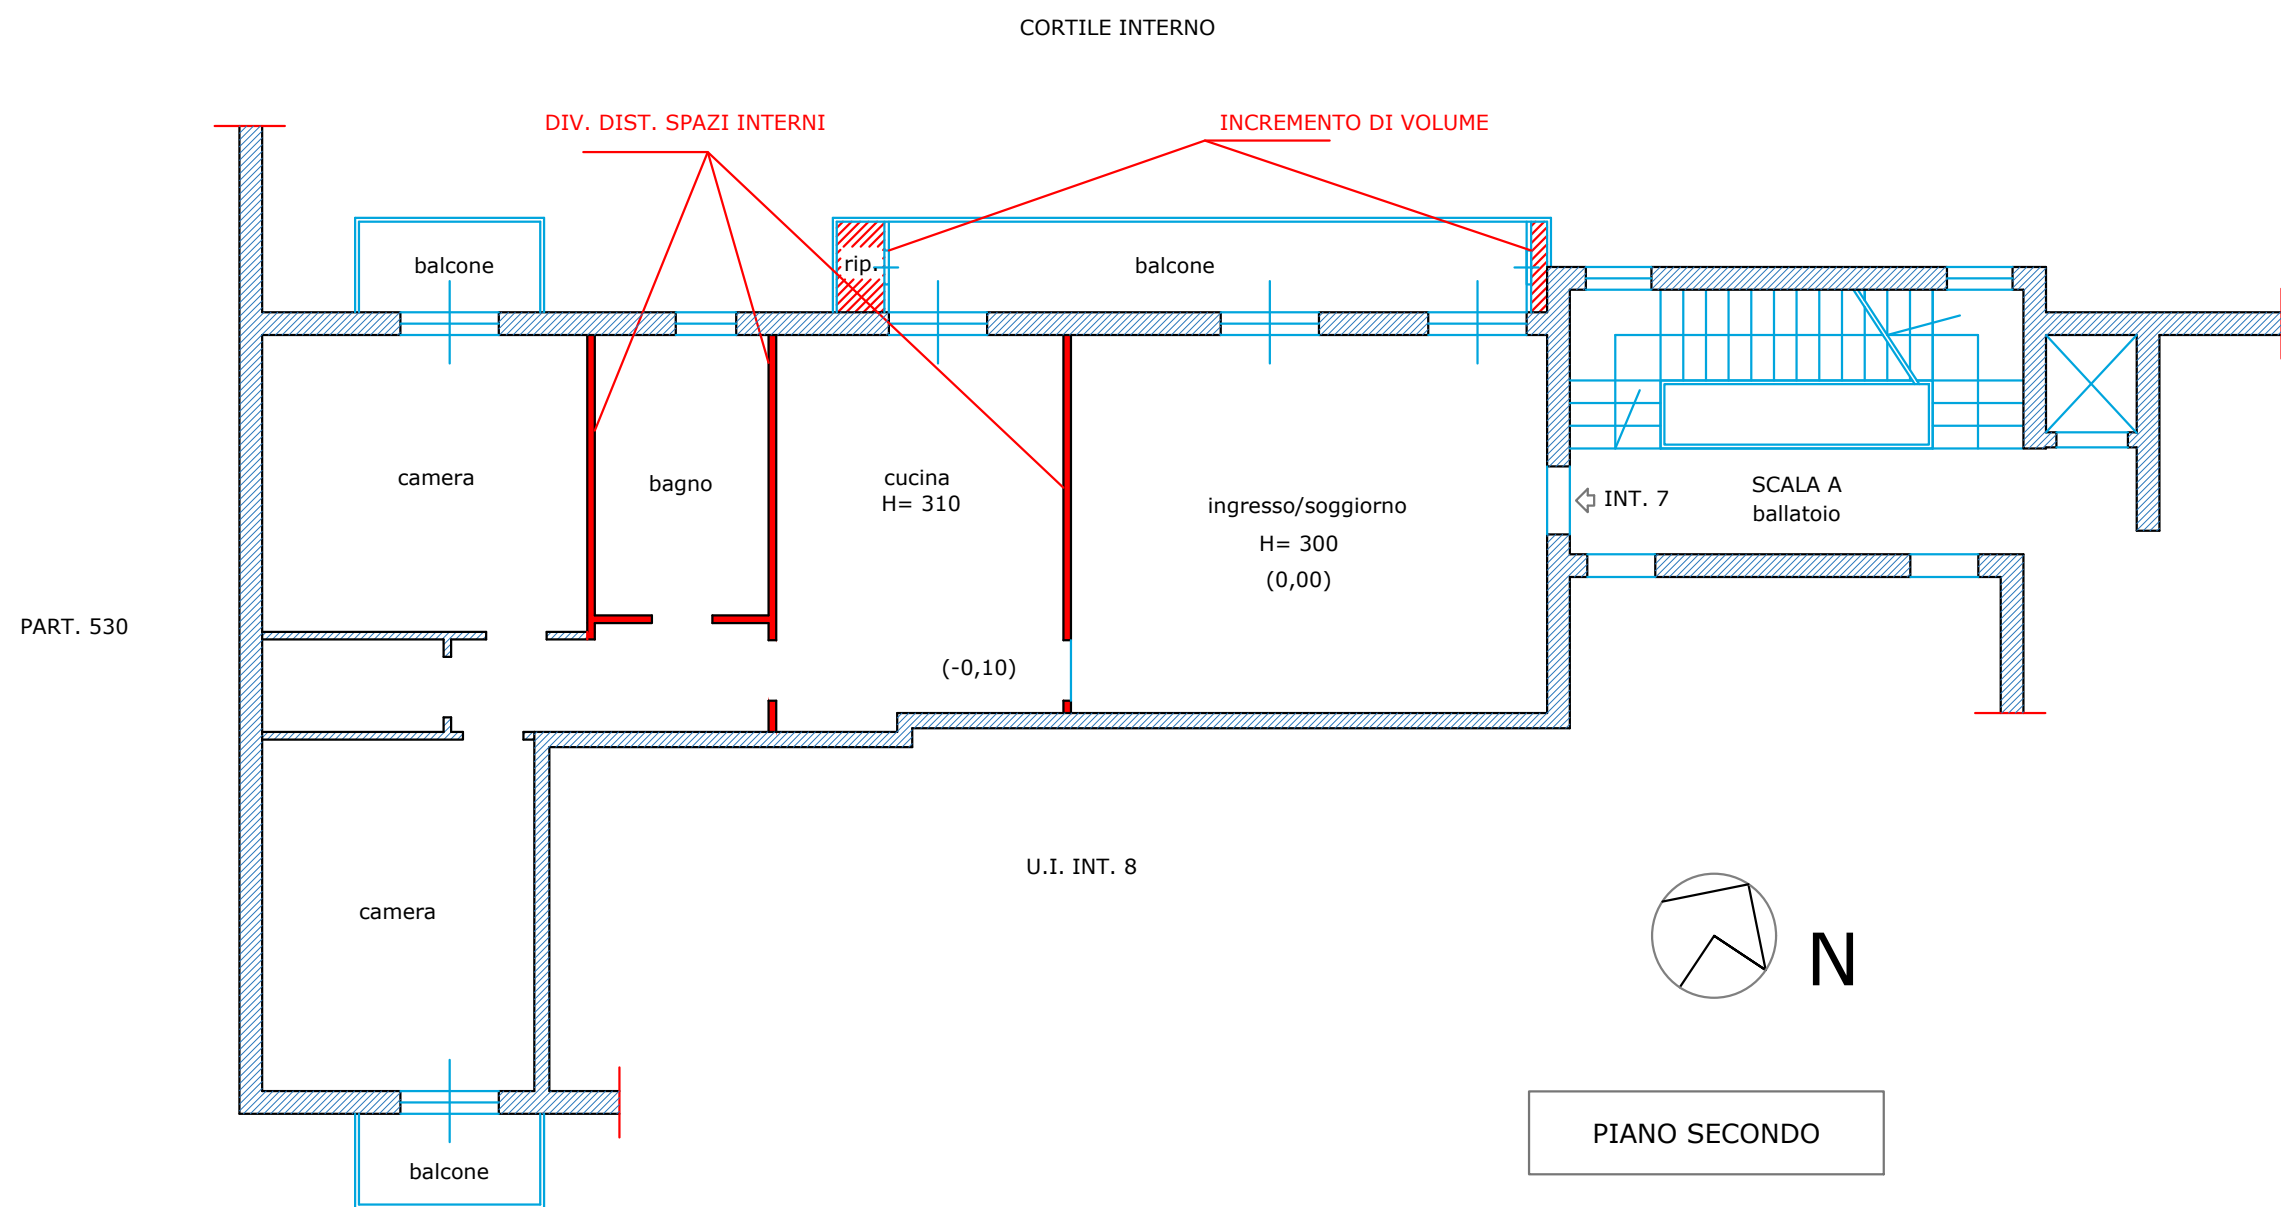 CORTILE INTERNO
DIV. DIST. SPAZI INTERNI
INCREMENTO DI VOLUME
balcone
rip.
balcone
camera
bagno
cucina
H= 310
ingresso/soggiorno
H= 300
(0,00)
INT. 7
SCALA A
ballatoio
PART. 530
(-0,10)
U.I. INT. 8
camera
N
PIANO SECONDO
balcone